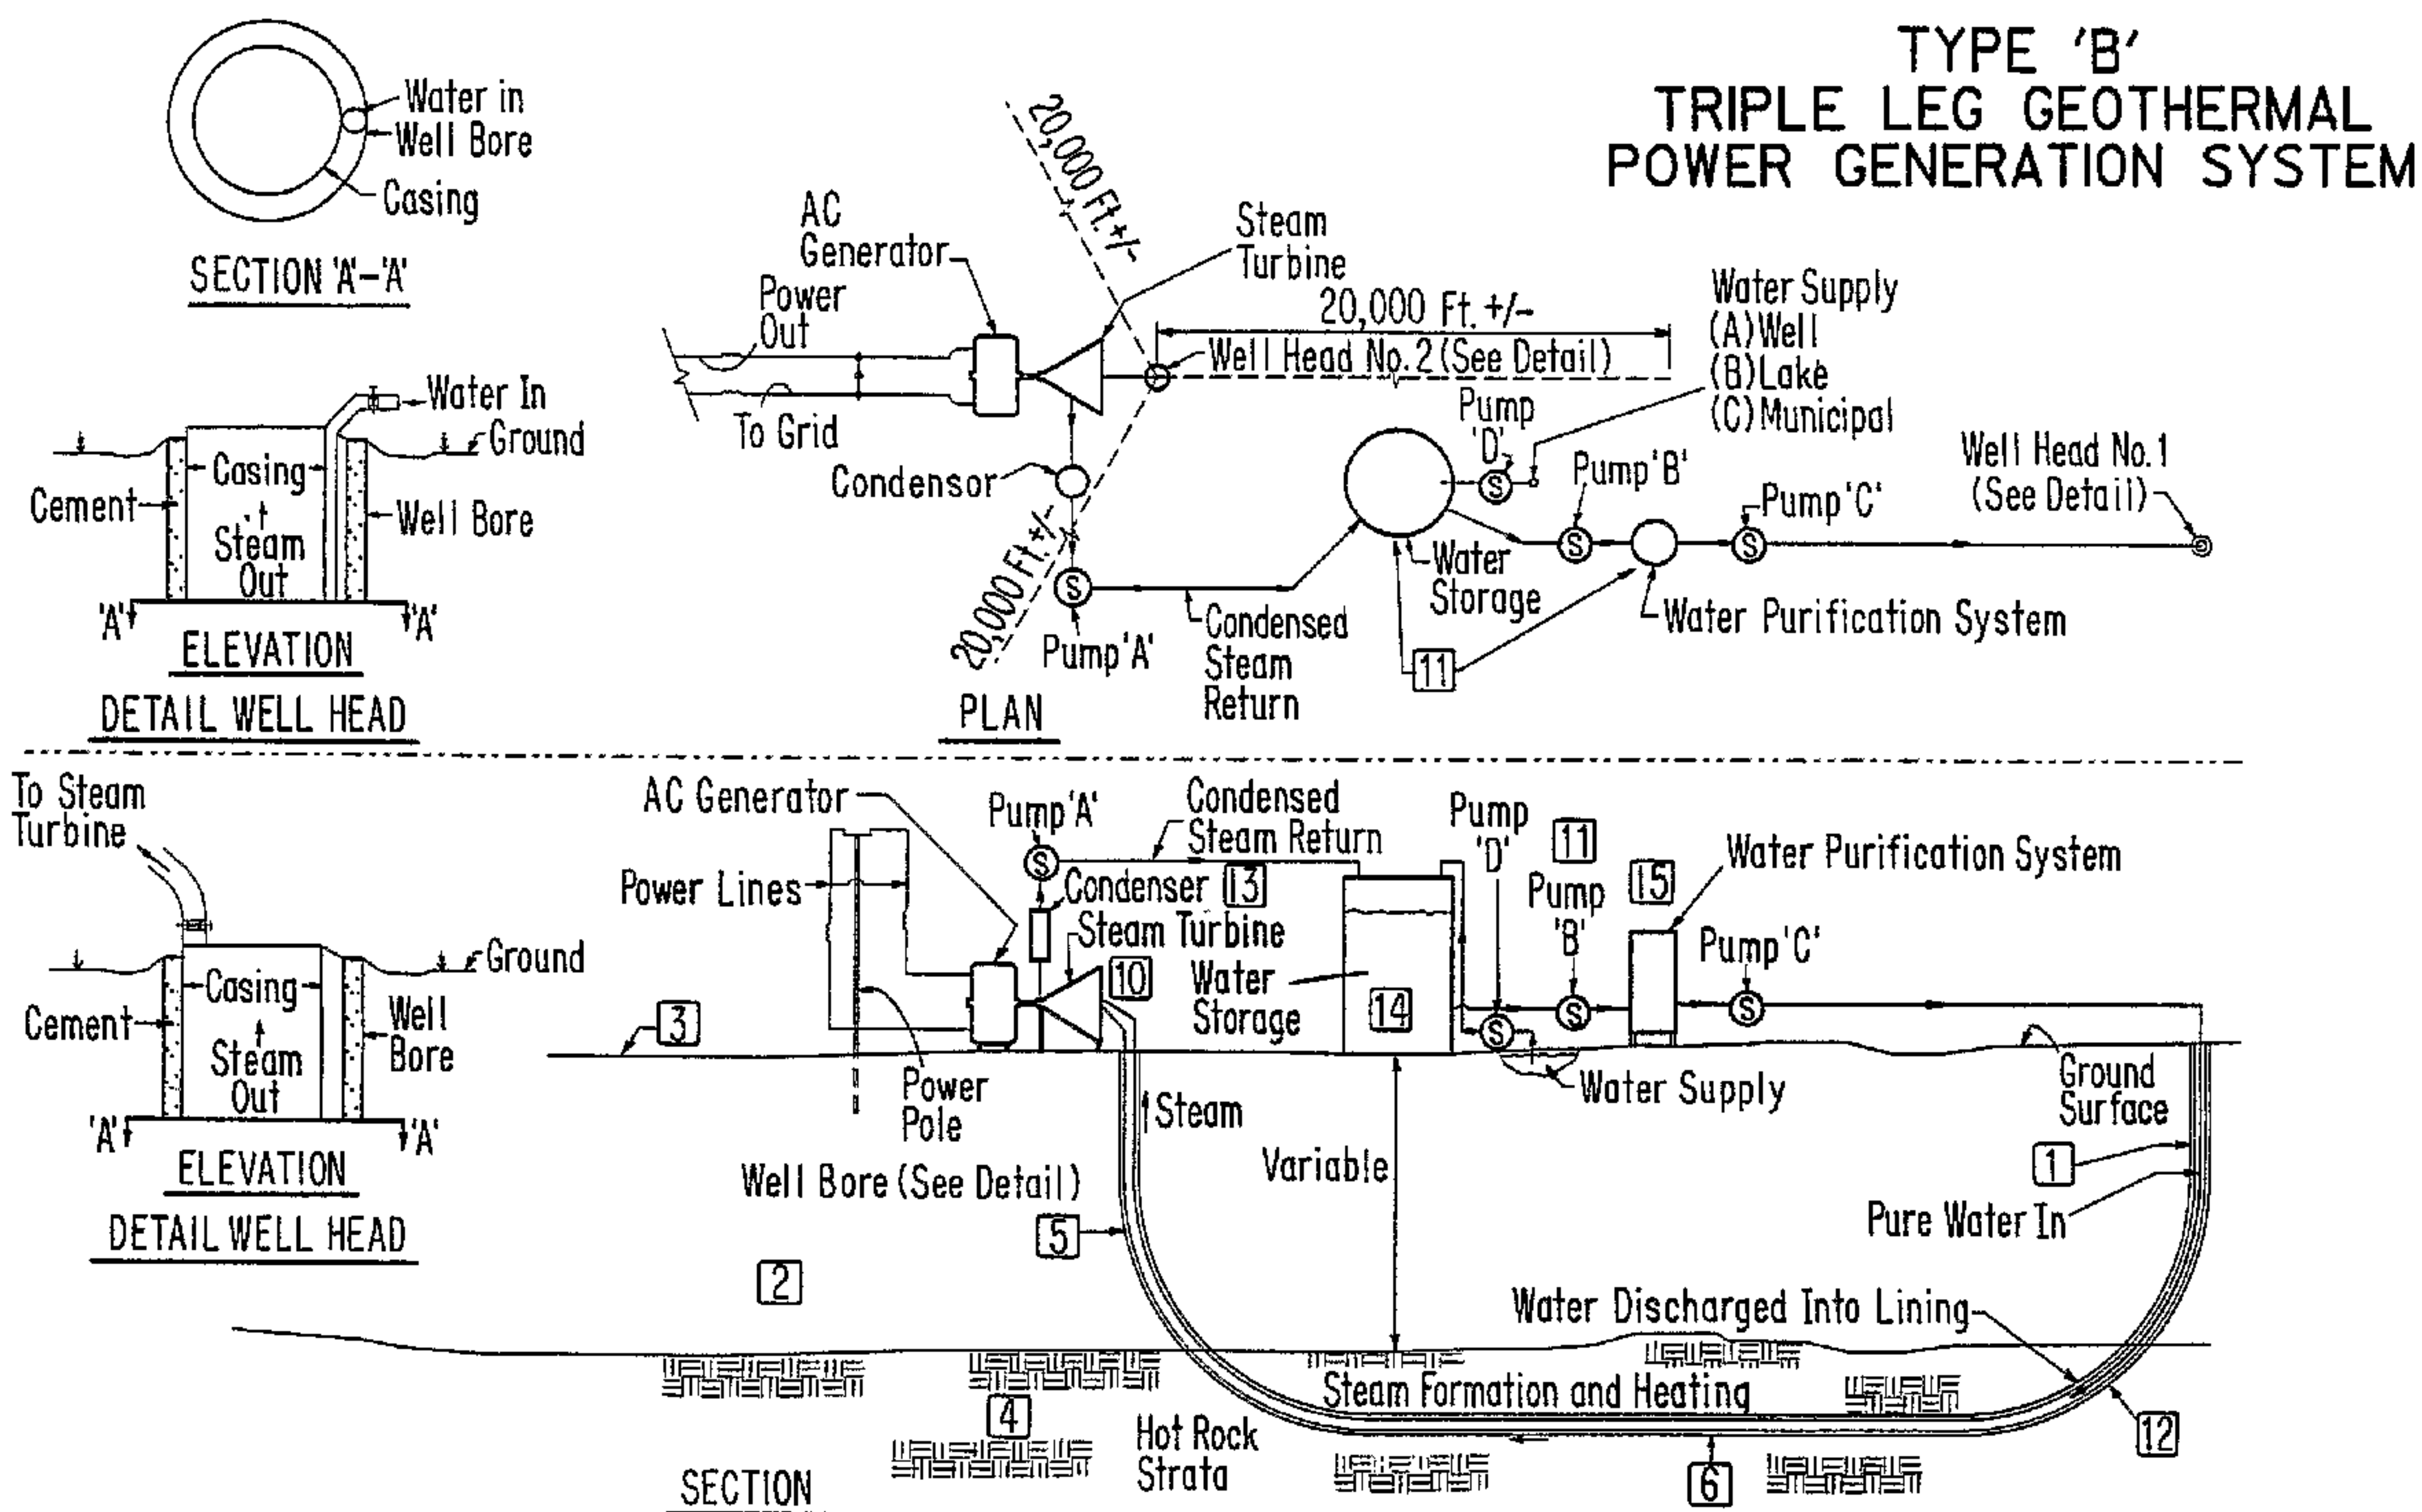 TYPE 'B'
TRIPLE LEG GEOTHERMAL
POWER GENERATION SYSTEM
Water in
Well Bore
Casing
SECTION 'A'-'A'
Water In
Ground
Casing
Cement
Well Bore
Steam
Out
'A'
'A'
ELEVATION
DETAIL WELL HEAD
20,000 Ft.+/-
AC
Generator
Steam
Turbine
Power
Out
20,000 Ft. +/-
Well Head No.2 (See Detail)
To Grid
Water Supply
(A)Well
(B)Lake
(C)Municipal
Pump
'D'
S
Condensor
Pump 'B'
S
Pump 'C'
S
Well Head No.1
(See Detail)
20,000 Ft.+/-
S
Pump 'A'
Condensed
Steam
Return
Water
Storage
11
Water Purification System
PLAN
To Steam
Turbine
Ground
Casing
Cement
Well
Bore
Steam
Out
'A'
'A'
ELEVATION
DETAIL WELL HEAD
AC Generator
Pump 'A'
S
Condensed
Steam Return
Pump
'D'
S
11
Pump
'B'
S
15
Water Purification System
Power Lines
Condenser 13
Steam Turbine
10
Water
Storage
14
Pump 'C'
S
3
Power
Pole
Steam
Water Supply
Ground
Surface
Variable
1
Well Bore (See Detail)
Pure Water In
5
2
Water Discharged Into Lining
Steam Formation and Heating
4
Hot Rock
Strata
12
6
SECTION